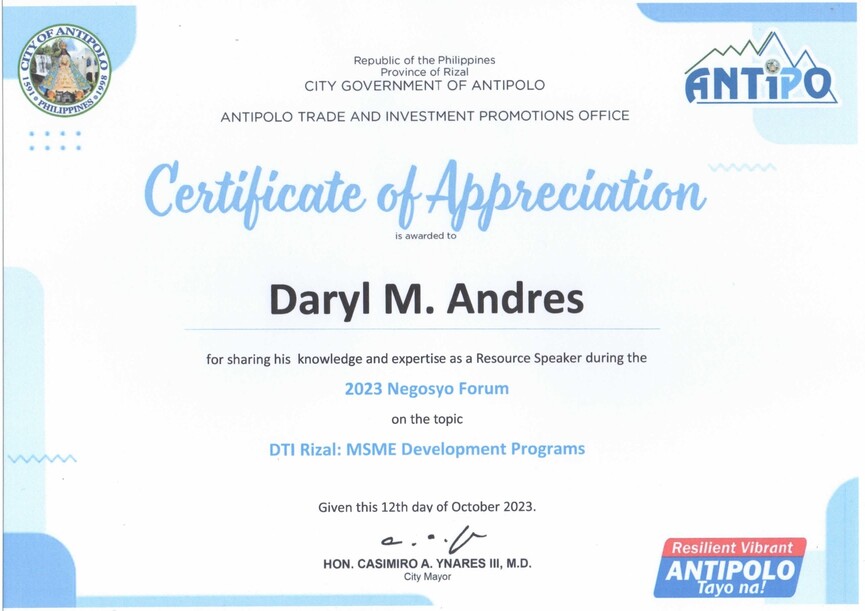 CITY OF ANTIPOLO
1591 • PHILIPPINES • 1998
Republic of the Philippines
Province of Rizal
CITY GOVERNMENT OF ANTIPOLO
ANTIPOLO TRADE AND INVESTMENT PROMOTIONS OFFICE
ANTiPO
Certificate of Appreciation
is awarded to
Daryl M. Andres
for sharing his knowledge and expertise as a Resource Speaker during the
2023 Negosyo Forum
on the topic
DTI Rizal: MSME Development Programs
Given this 12th day of October 2023.
HON. CASIMIRO A. YNARES III, M.D.
City Mayor
Resilient Vibrant
ANTIPOLO
Tayo na!